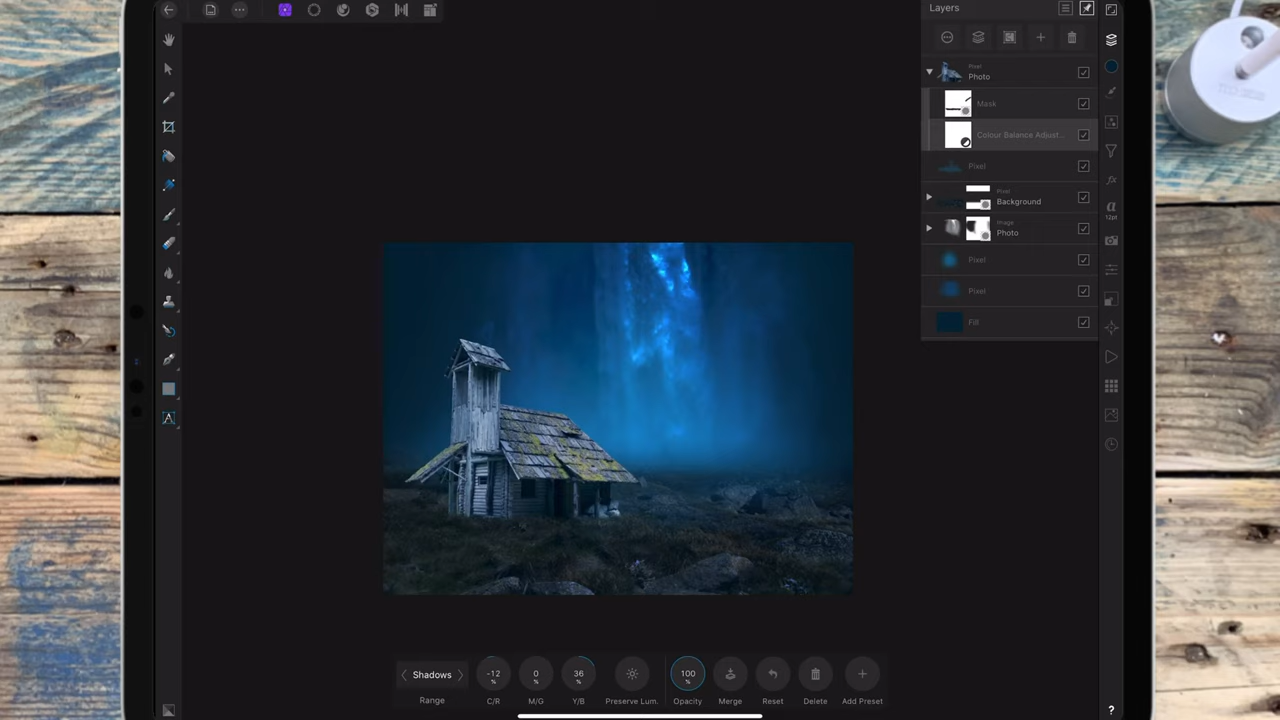 Layers
Pixel
Photo
Mask
Colour Balance Adjust...
Pixel
Pixel
Background
Image
Photo
Pixel
Pixel
Fill
a
12pt
A
Shadows
Range
-12
%
C/R
0
%
M/G
36
%
Y/B
Preserve Lum.
100
%
Opacity
Merge
Reset
Delete
Add Preset
?